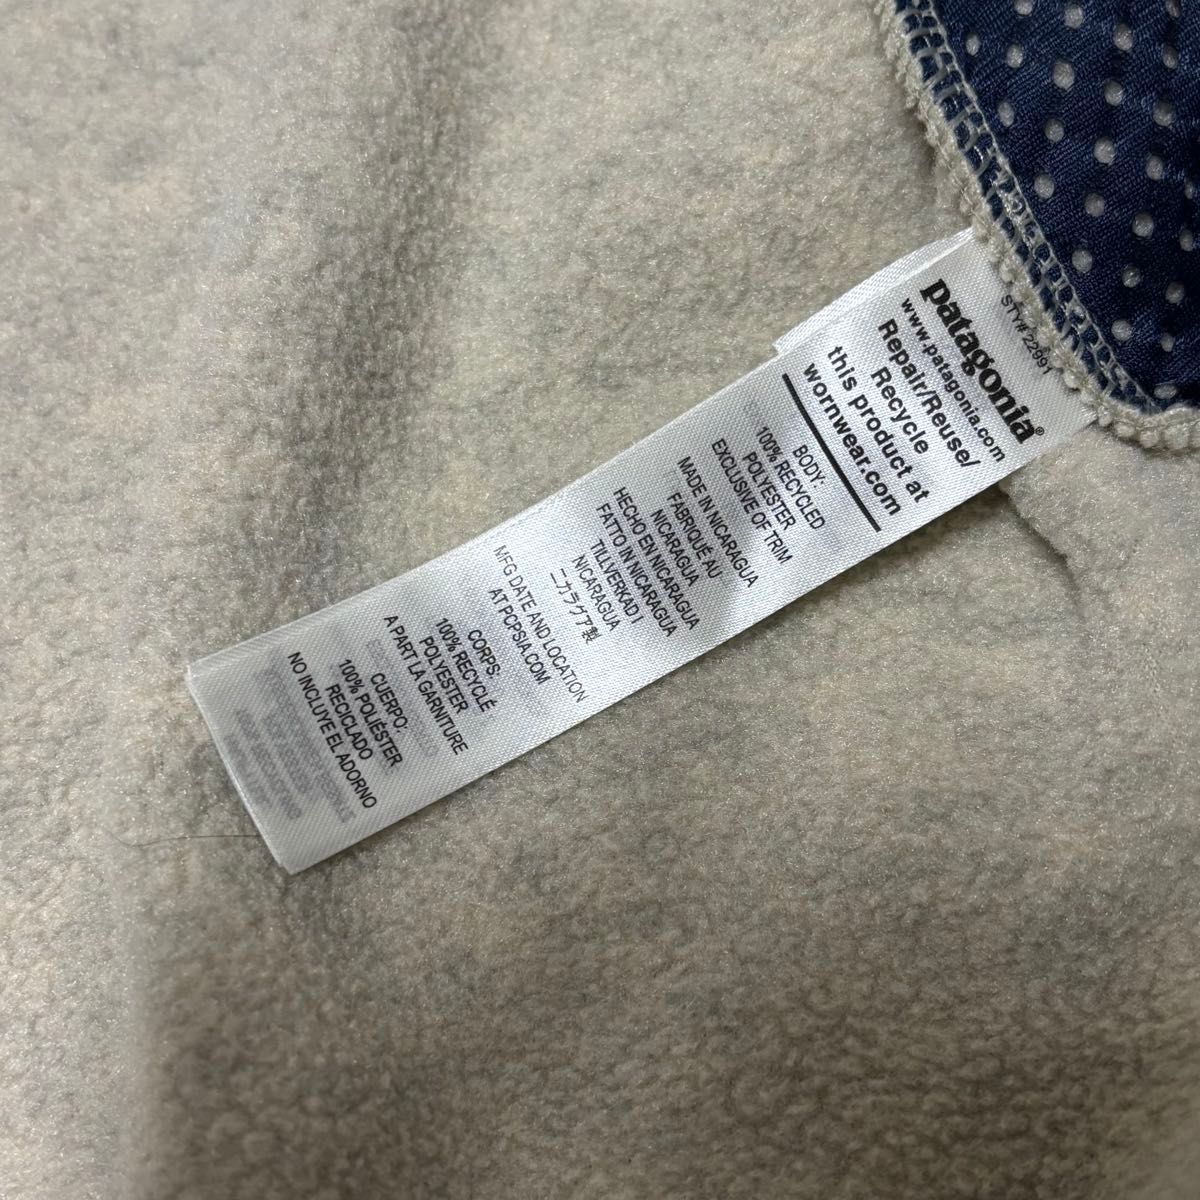 patagonia®
STY#22991
www.patagonia.com
Repair/Reuse/
Recycle
this product at
wornwear.com
BODY:
100% RECYCLED
POLYESTER
EXCLUSIVE OF TRIM
MADE IN NICARAGUA
FABRIQUÉ AU
NICARAGUA
HECHO EN NICARAGUA
FATTO IN NICARAGUA
TILLVERKAD I
NICARAGUA
ニカラグア製
MFG DATE AND LOCATION
AT PCPSIA.COM
CORPS:
100% RECYCLÉ
POLYESTER
A PART LA GARNITURE
CUERPO:
100% POLIÉSTER
RECICLADO
NO INCLUYE EL ADORNO